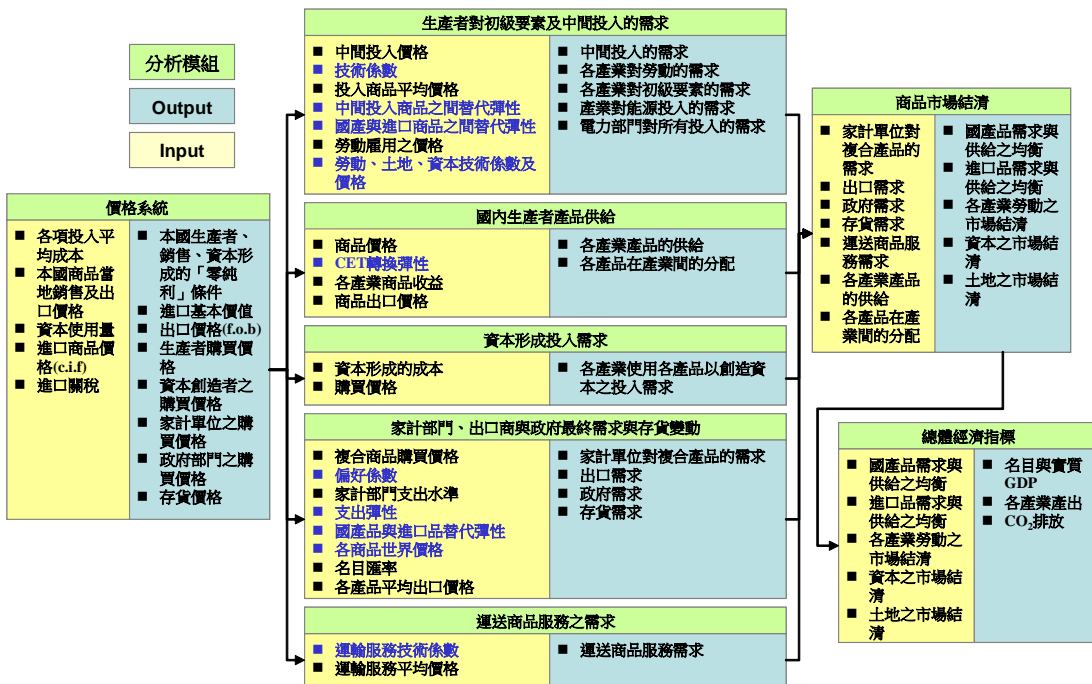 分析模組
Output
Input
價格系統
各項投入平
均成本
本國商品當
地銷售及出
口價格
資本使用量
進口商品價
格(c.i.f)
進口關稅
本國生產者、
銷售、資本形
成的「零純
利」條件
進口基本價值
出口價格(f.o.b)
生產者購買價
格
資本創造者之
購買價格
家計單位之購
買價格
政府部門之購
買價格
存貨價格
生產者對初級要素及中間投入的需求
中間投入價格
技術係數
投入商品平均價格
中間投入商品之間替代彈性
國產與進口商品之間替代彈性
勞動雇用之價格
勞動、土地、資本技術係數及
價格
中間投入的需求
各產業對勞動的需求
各產業對初級要素的需求
產業對能源投入的需求
電力部門對所有投入的需求
國內生產者產品供給
商品價格
CET轉換彈性
各產業商品收益
商品出口價格
各產業產品的供給
各產品在產業間的分配
資本形成投入需求
資本形成的成本
購買價格
各產業使用各產品以創造資
本之投入需求
家計部門、出口商與政府最終需求與存貨變動
複合商品購買價格
偏好係數
家計部門支出水準
支出彈性
國產品與進口品替代彈性
各商品世界價格
名目匯率
各產品平均出口價格
家計單位對複合產品的需求
出口需求
政府需求
存貨需求
運送商品服務之需求
運輸服務技術係數
運輸服務平均價格
運送商品服務需求
商品市場結清
家計單位對
複合產品的
需求
出口需求
政府需求
存貨需求
運送商品服
務需求
各產業產品
的供給
各產品在產
業間的分配
國產品需求與
供給之均衡
進口品需求與
供給之均衡
各產業勞動之
市場結清
資本之市場結
清
土地之市場結
清
總體經濟指標
國產品需求與
供給之均衡
進口品需求與
供給之均衡
各產業勞動之
市場結清
資本之市場結
清
土地之市場結
清
名目與實質
GDP
各產業產出
CO₂排放